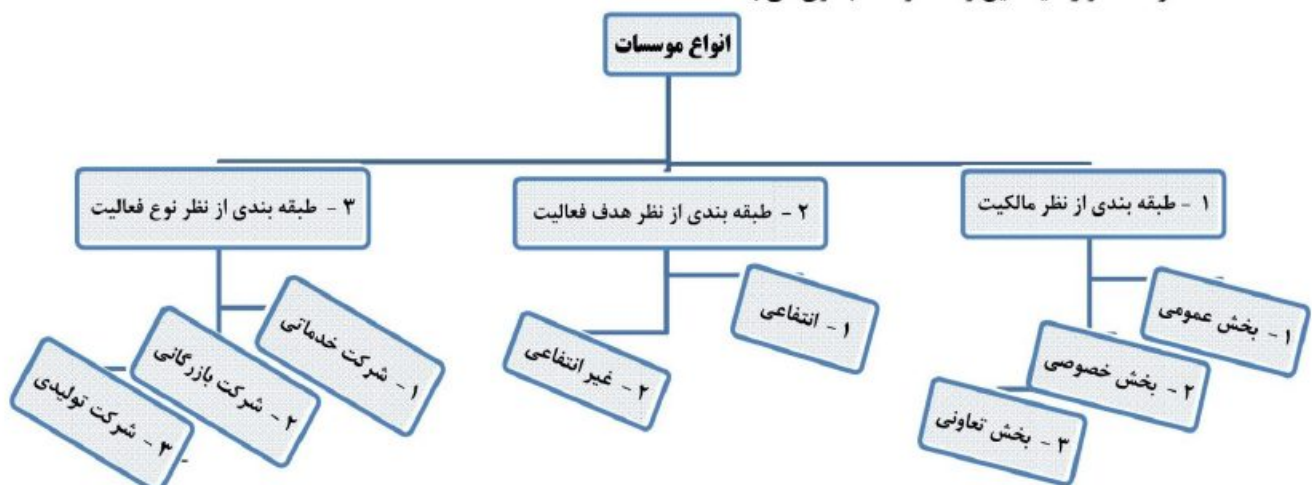 انواع موسسات
۱ - طبقه بندی از نظر مالکیت
۱ - بخش عمومی
۲ - بخش خصوصی
۳ - بخش تعاونی
۲ - طبقه بندی از نظر هدف فعالیت
۱ - انتفاعی
۲ - غیر انتفاعی
۳ - طبقه بندی از نظر نوع فعالیت
۱ - شرکت خدماتی
۲ - شرکت بازرگانی
۳ - شرکت تولیدی